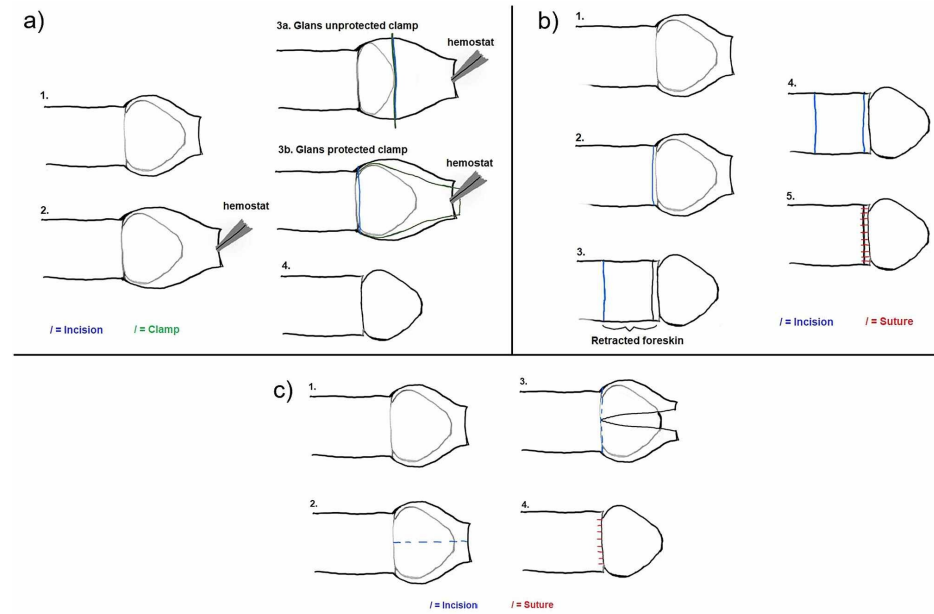 a)
1.
2.
hemostat
3a. Glans unprotected clamp
hemostat
3b. Glans protected clamp
hemostat
4.
/ = Incision
/ = Clamp
b)
1.
2.
3.
Retracted foreskin
4.
5.
/ = Incision
/ = Suture
c)
1.
2.
3.
4.
/ = Incision
/ = Suture